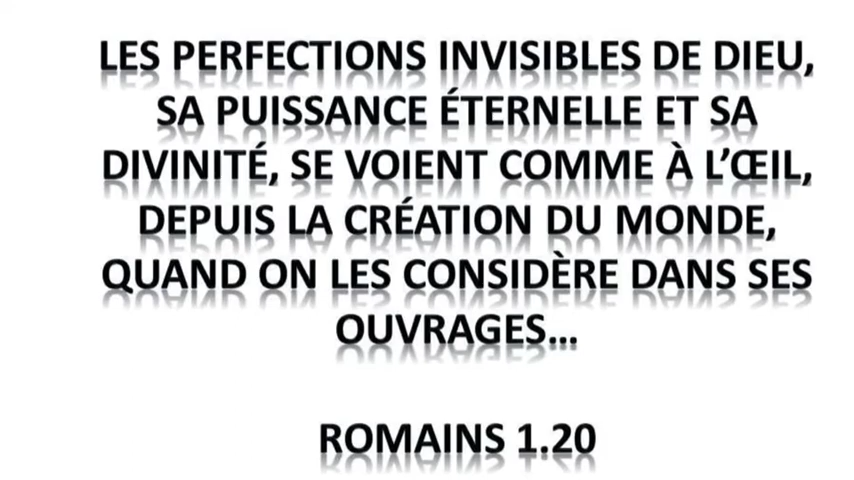 LES PERFECTIONS INVISIBLES DE DIEU,
SA PUISSANCE ÉTERNELLE ET SA
DIVINITÉ, SE VOIENT COMME À L’ŒIL,
DEPUIS LA CRÉATION DU MONDE,
QUAND ON LES CONSIDÈRE DANS SES
OUVRAGES…
ROMAINS 1.20